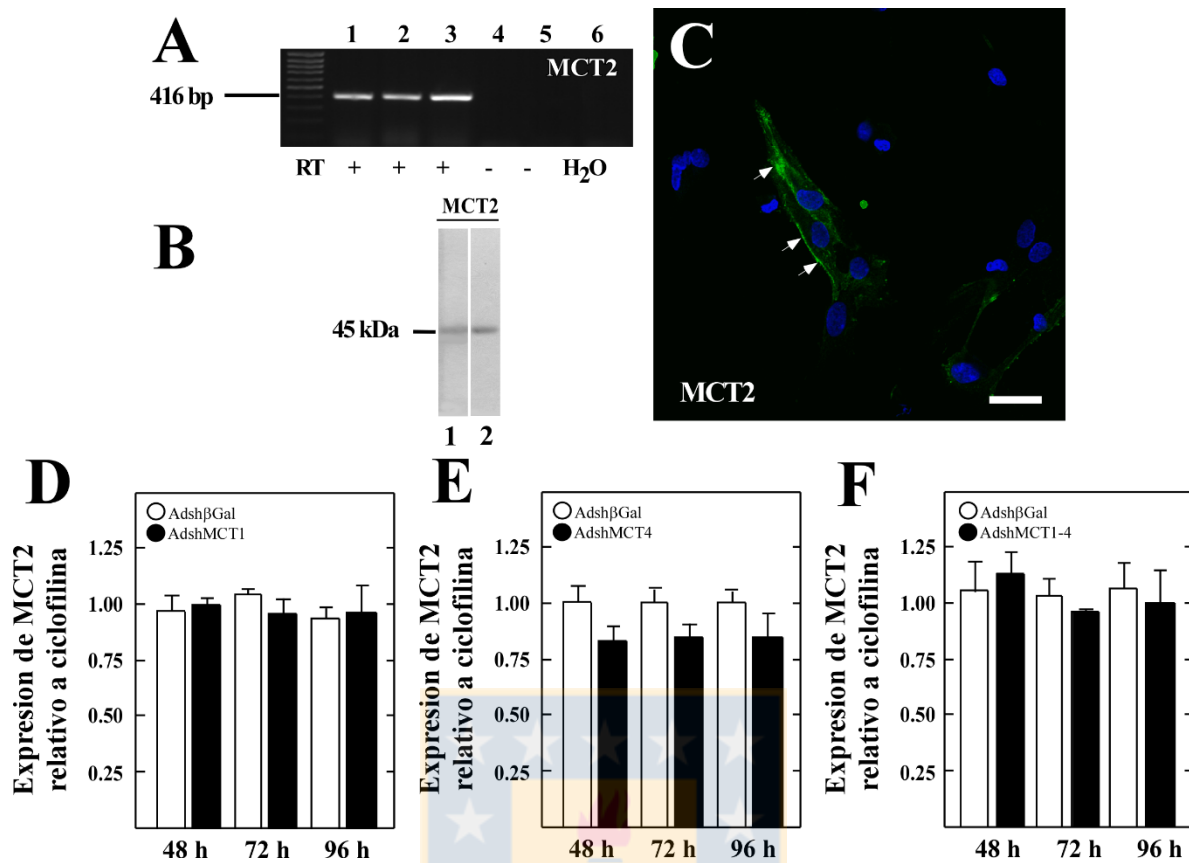 A
1 2 3 4 5 6
MCT2
416 bp
RT + + + - - H₂O
B
MCT2
45 kDa
1 2
C
MCT2
D
AdshβGal
AdshMCT1
Expresion de MCT2
relativo a ciclofilina
1.25
1.00
0.75
0.50
0.25
48 h 72 h 96 h
E
AdshβGal
AdshMCT4
Expresion de MCT2
relativo a ciclofilina
1.25
1.00
0.75
0.50
0.25
48 h 72 h 96 h
F
AdshβGal
AdshMCT1-4
Expresion de MCT2
relativo a ciclofilina
1.25
1.00
0.75
0.50
0.25
48 h 72 h 96 h